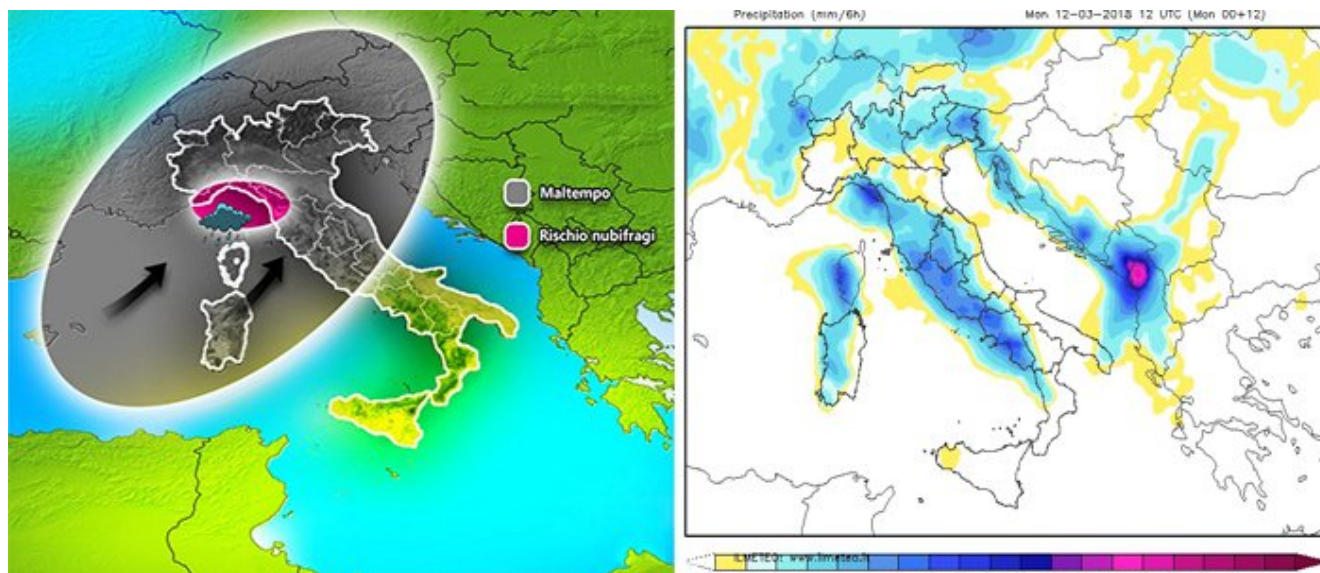 Maltempo
Rischio nubifragi
Precipitation (mm/6h) Mon 12-03-2018 12 UTC (Mon 00+12)
ILMETEO: www.ilmeteo.it